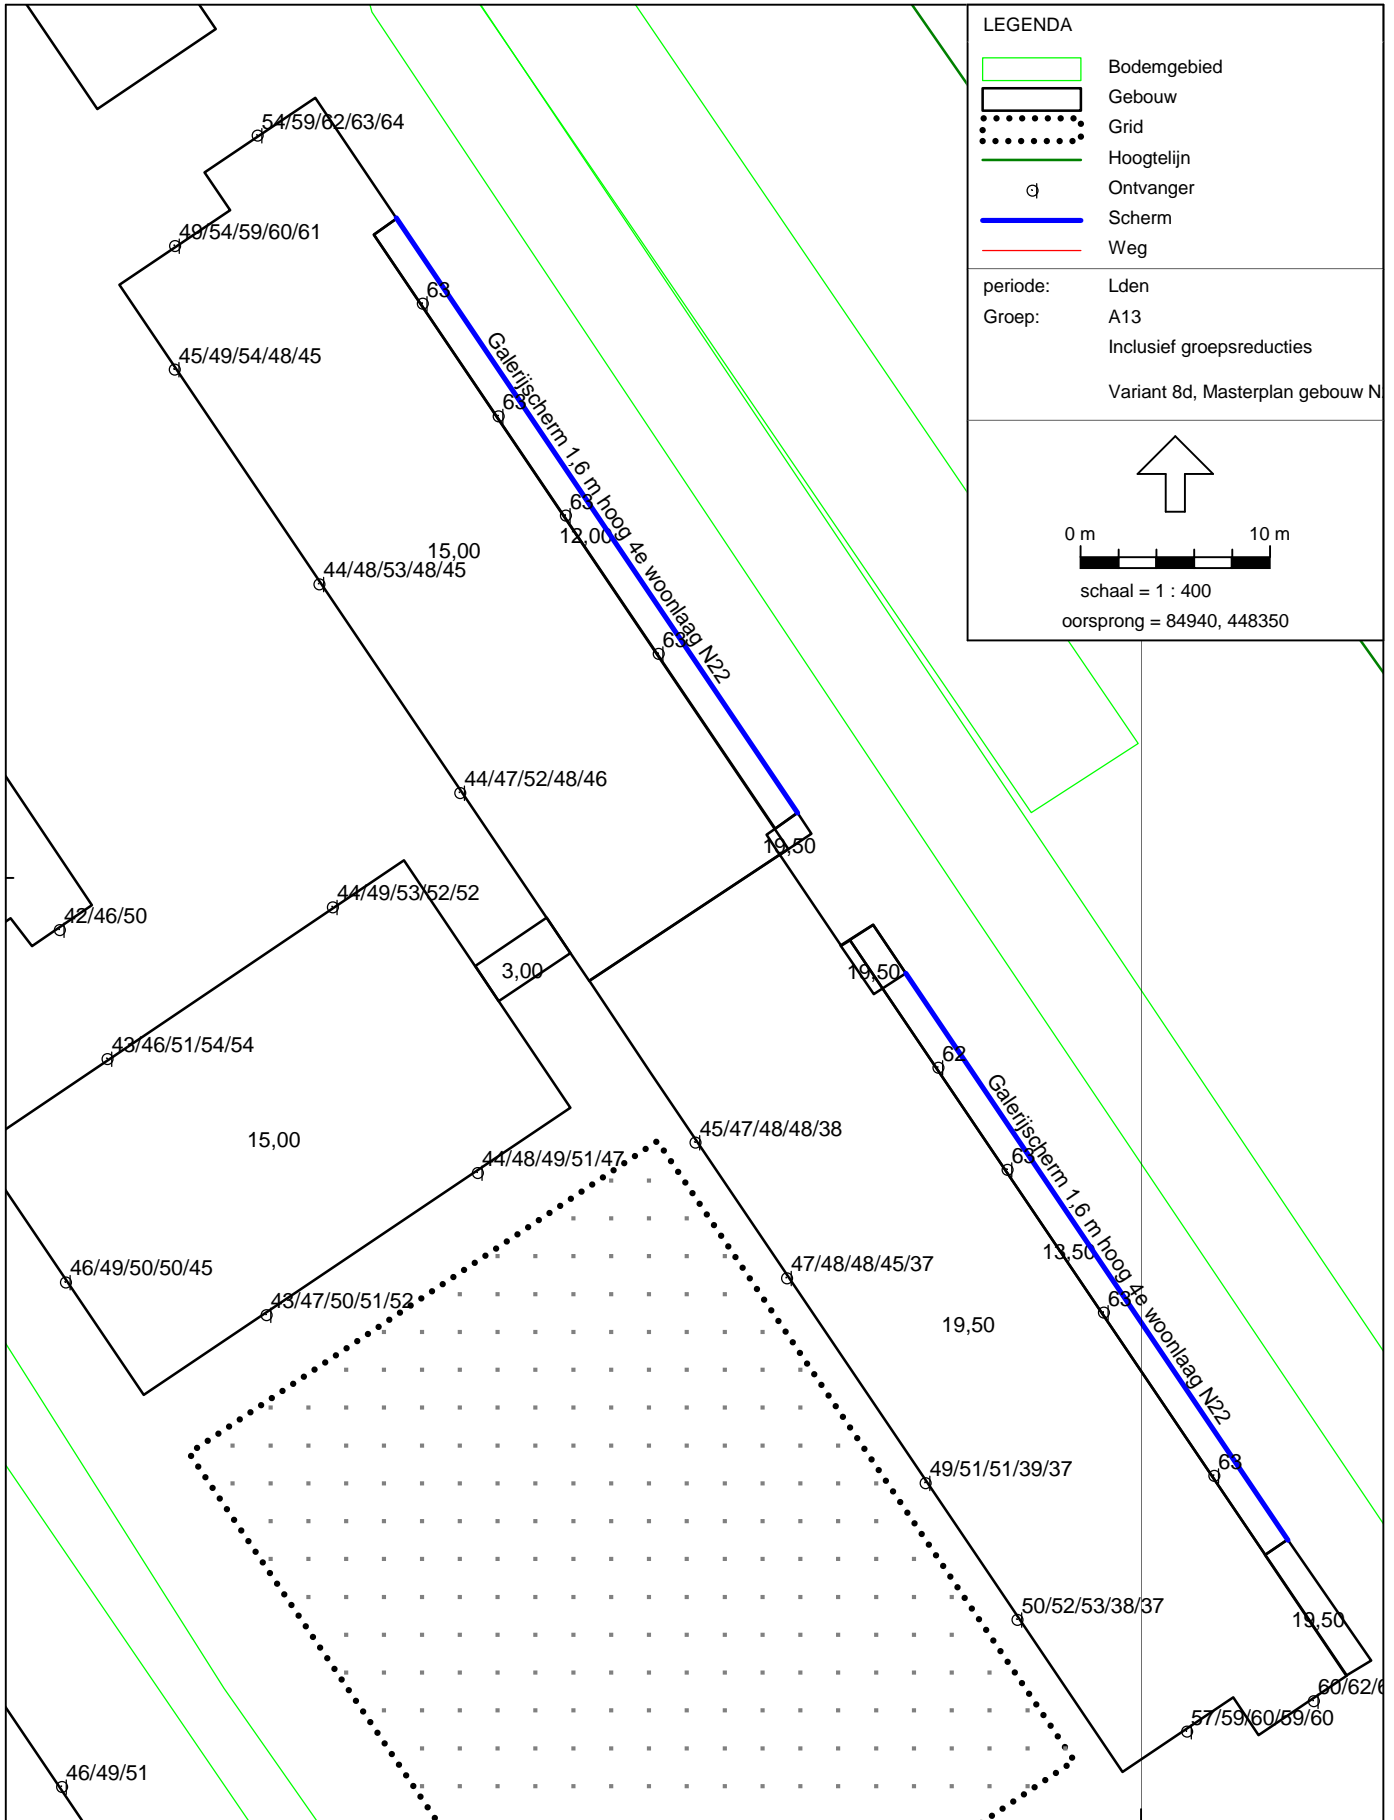 LEGENDA
Bodemgebied
Gebouw
Grid
Hoogtelijn
Ontvanger
Scherm
Weg
periode: Lden
Groep: A13
Inclusief groepsreducties
Variant 8d, Masterplan gebouw N
0 m 10 m
schaal = 1 : 400
oorsprong = 84940, 448350
54/59/62/63/64
49/54/59/60/61
63
45/49/54/48/45
63
Galerijscherm 1,6 m hoog 4e woonlaag N22
63
12,00
15,00
44/48/53/48/45
63
44/47/52/48/46
19,50
44/49/53/52/52
42/46/50
3,00
19,50
43/46/51/54/54
62
15,00
45/47/48/48/38
Galerijscherm 1,6 m hoog 4e woonlaag N22
44/48/49/51/47
63
13,50
46/49/50/50/45
47/48/48/45/37
43/47/50/51/52
63
19,50
49/51/51/39/37
63
50/52/53/38/37
19,50
60/62/6
57/59/60/59/60
46/49/51